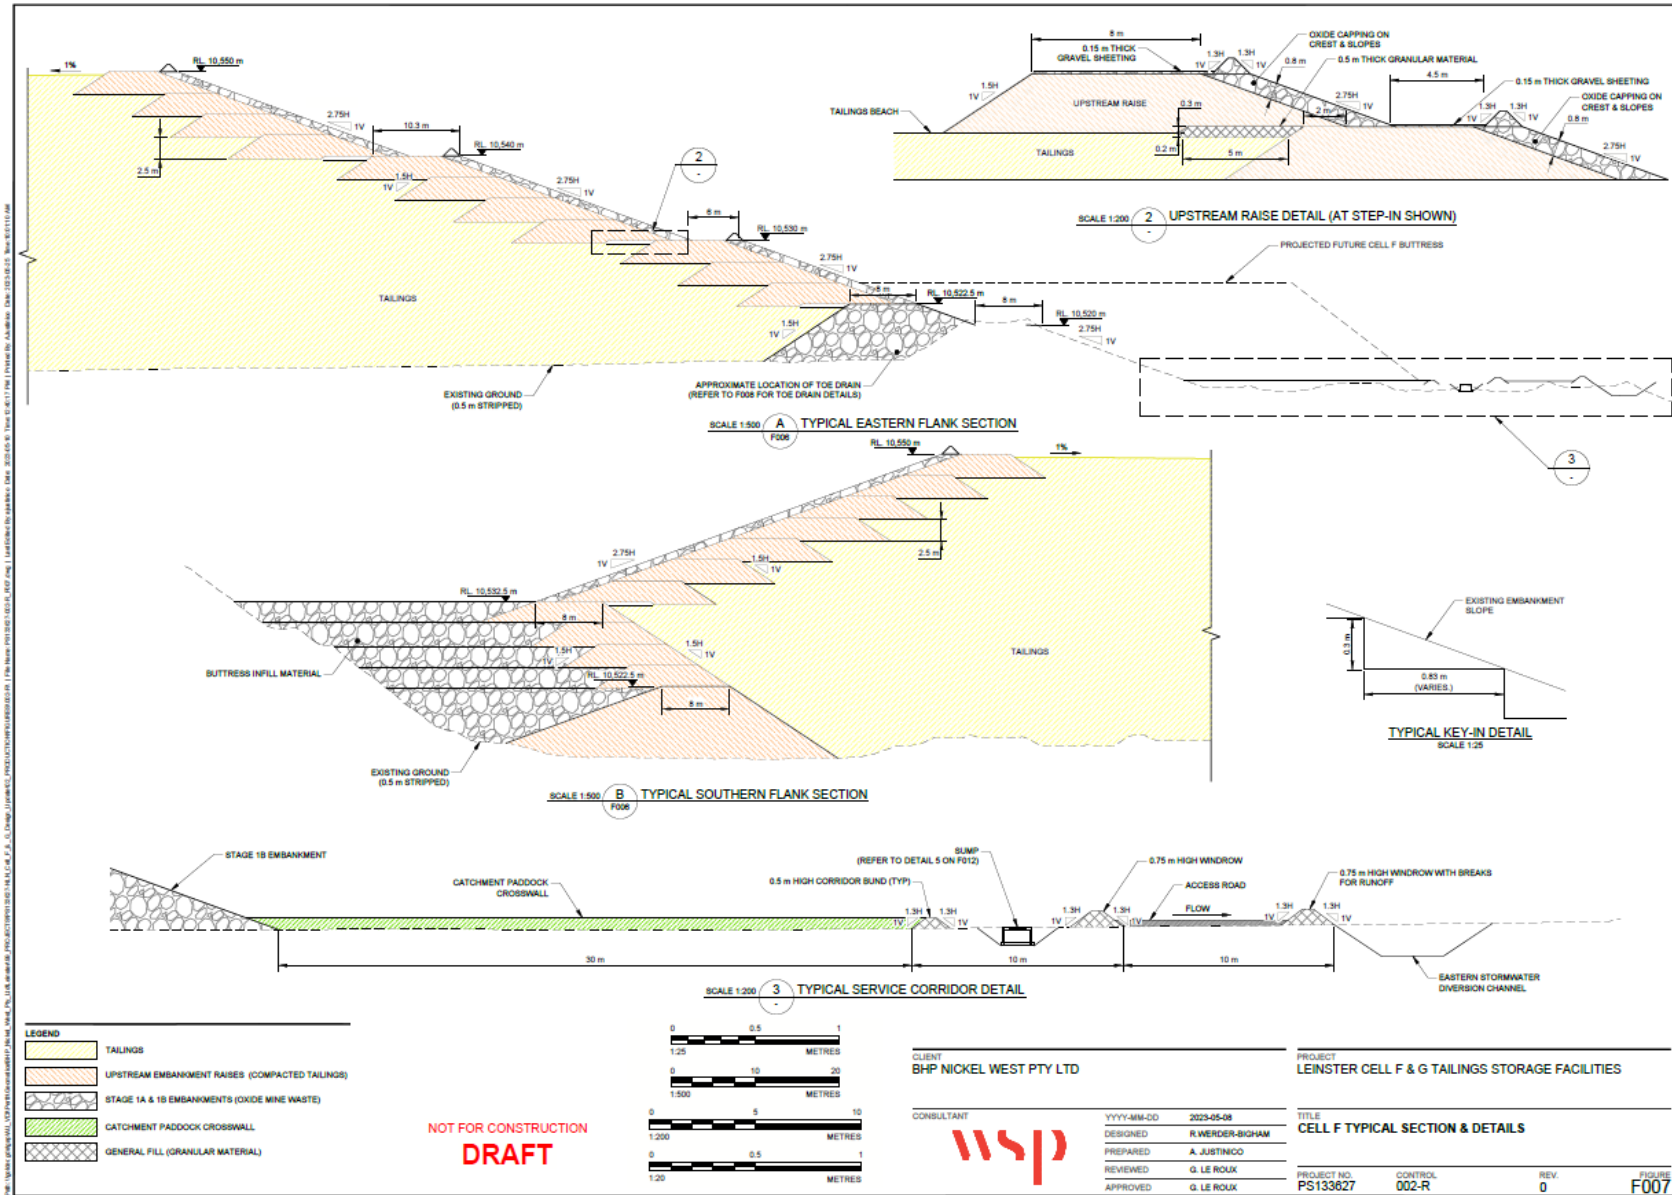 1%
RL. 10,550 m
2.75H
1V
10.3 m
RL. 10,540 m
2.5 m
1.5H
1V
2.75H
1V
2
-
6 m
RL. 10,530 m
2.75H
1V
TAILINGS
8 m
RL. 10,522.5 m
8 m
RL. 10,520 m
2.75H
1V
1.5H
1V
EXISTING GROUND
(0.5 m STRIPPED)
APPROXIMATE LOCATION OF TOE DRAIN
(REFER TO F008 FOR TOE DRAIN DETAILS)
SCALE 1:500
A
F006
TYPICAL EASTERN FLANK SECTION
8 m
0.15 m THICK
GRAVEL SHEETING
1.3H
1.3H
1V
1V
OXIDE CAPPING ON
CREST & SLOPES
0.8 m
0.5 m THICK GRANULAR MATERIAL
4.5 m
0.15 m THICK GRAVEL SHEETING
OXIDE CAPPING ON
CREST & SLOPES
1.5H
1V
TAILINGS BEACH
UPSTREAM RAISE
0.3 m
2 m
2.75H
1V
1.3H
1.3H
1V
1V
0.8 m
2.75H
1V
TAILINGS
0.2 m
5 m
SCALE 1:200
2
-
UPSTREAM RAISE DETAIL (AT STEP-IN SHOWN)
PROJECTED FUTURE CELL F BUTTRESS
3
-
RL. 10,550 m
1%
2.5 m
2.75H
1V
1.5H
1V
RL. 10,532.5 m
8 m
1.5H
1V
1.5H
1V
BUTTRESS INFILL MATERIAL
RL. 10,522.5 m
8 m
TAILINGS
EXISTING GROUND
(0.5 m STRIPPED)
SCALE 1:500
B
F006
TYPICAL SOUTHERN FLANK SECTION
EXISTING EMBANKMENT
SLOPE
0.3 m
0.83 m
(VARIES.)
TYPICAL KEY-IN DETAIL
SCALE 1:25
STAGE 1B EMBANKMENT
CATCHMENT PADDOCK
CROSSWALL
0.5 m HIGH CORRIDOR BUND (TYP)
SUMP
(REFER TO DETAIL 5 ON F012)
0.75 m HIGH WINDROW
ACCESS ROAD
FLOW
0.75 m HIGH WINDROW WITH BREAKS
FOR RUNOFF
1.3H
1.3H
1V
1V
1.3H
1.3H
1V
1V
1.3H
1.3H
1V
1V
30 m
10 m
10 m
EASTERN STORMWATER
DIVERSION CHANNEL
SCALE 1:200
3
-
TYPICAL SERVICE CORRIDOR DETAIL
LEGEND
TAILINGS
UPSTREAM EMBANKMENT RAISES (COMPACTED TAILINGS)
STAGE 1A & 1B EMBANKMENTS (OXIDE MINE WASTE)
CATCHMENT PADDOCK CROSSWALL
GENERAL FILL (GRANULAR MATERIAL)
NOT FOR CONSTRUCTION
DRAFT
0 0.5 1
1:25 METRES
0 10 20
1:500 METRES
0 5 10
1:200 METRES
0 0.5 1
1:20 METRES
CLIENT
BHP NICKEL WEST PTY LTD
PROJECT
LEINSTER CELL F & G TAILINGS STORAGE FACILITIES
CONSULTANT
wsp
YYYY-MM-DD 2023-05-08
DESIGNED R.WERDER-BIGHAM
PREPARED A. JUSTINICO
REVIEWED G. LE ROUX
APPROVED G. LE ROUX
TITLE
CELL F TYPICAL SECTION & DETAILS
PROJECT NO. CONTROL REV. FIGURE
PS133627 002-R 0 F007